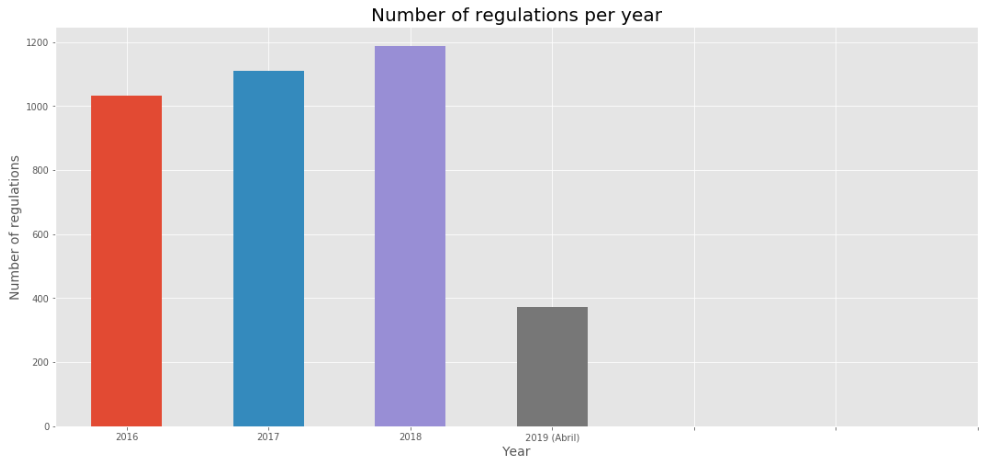 Number of regulations per year
1200
1000
800
600
400
200
0
Number of regulations
2016 2017 2018 2019 (Abril)
Year